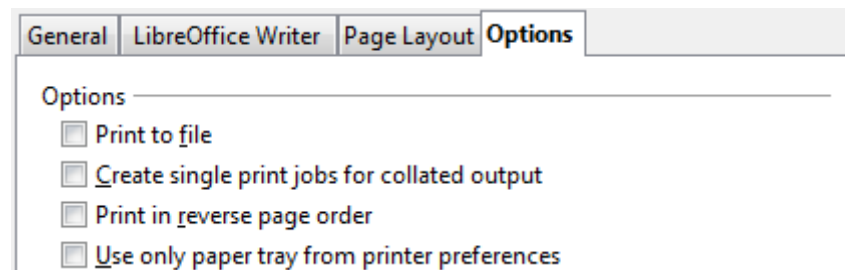 General LibreOffice Writer Page Layout Options
Options
Print to file
Create single print jobs for collated output
Print in reverse page order
Use only paper tray from printer preferences